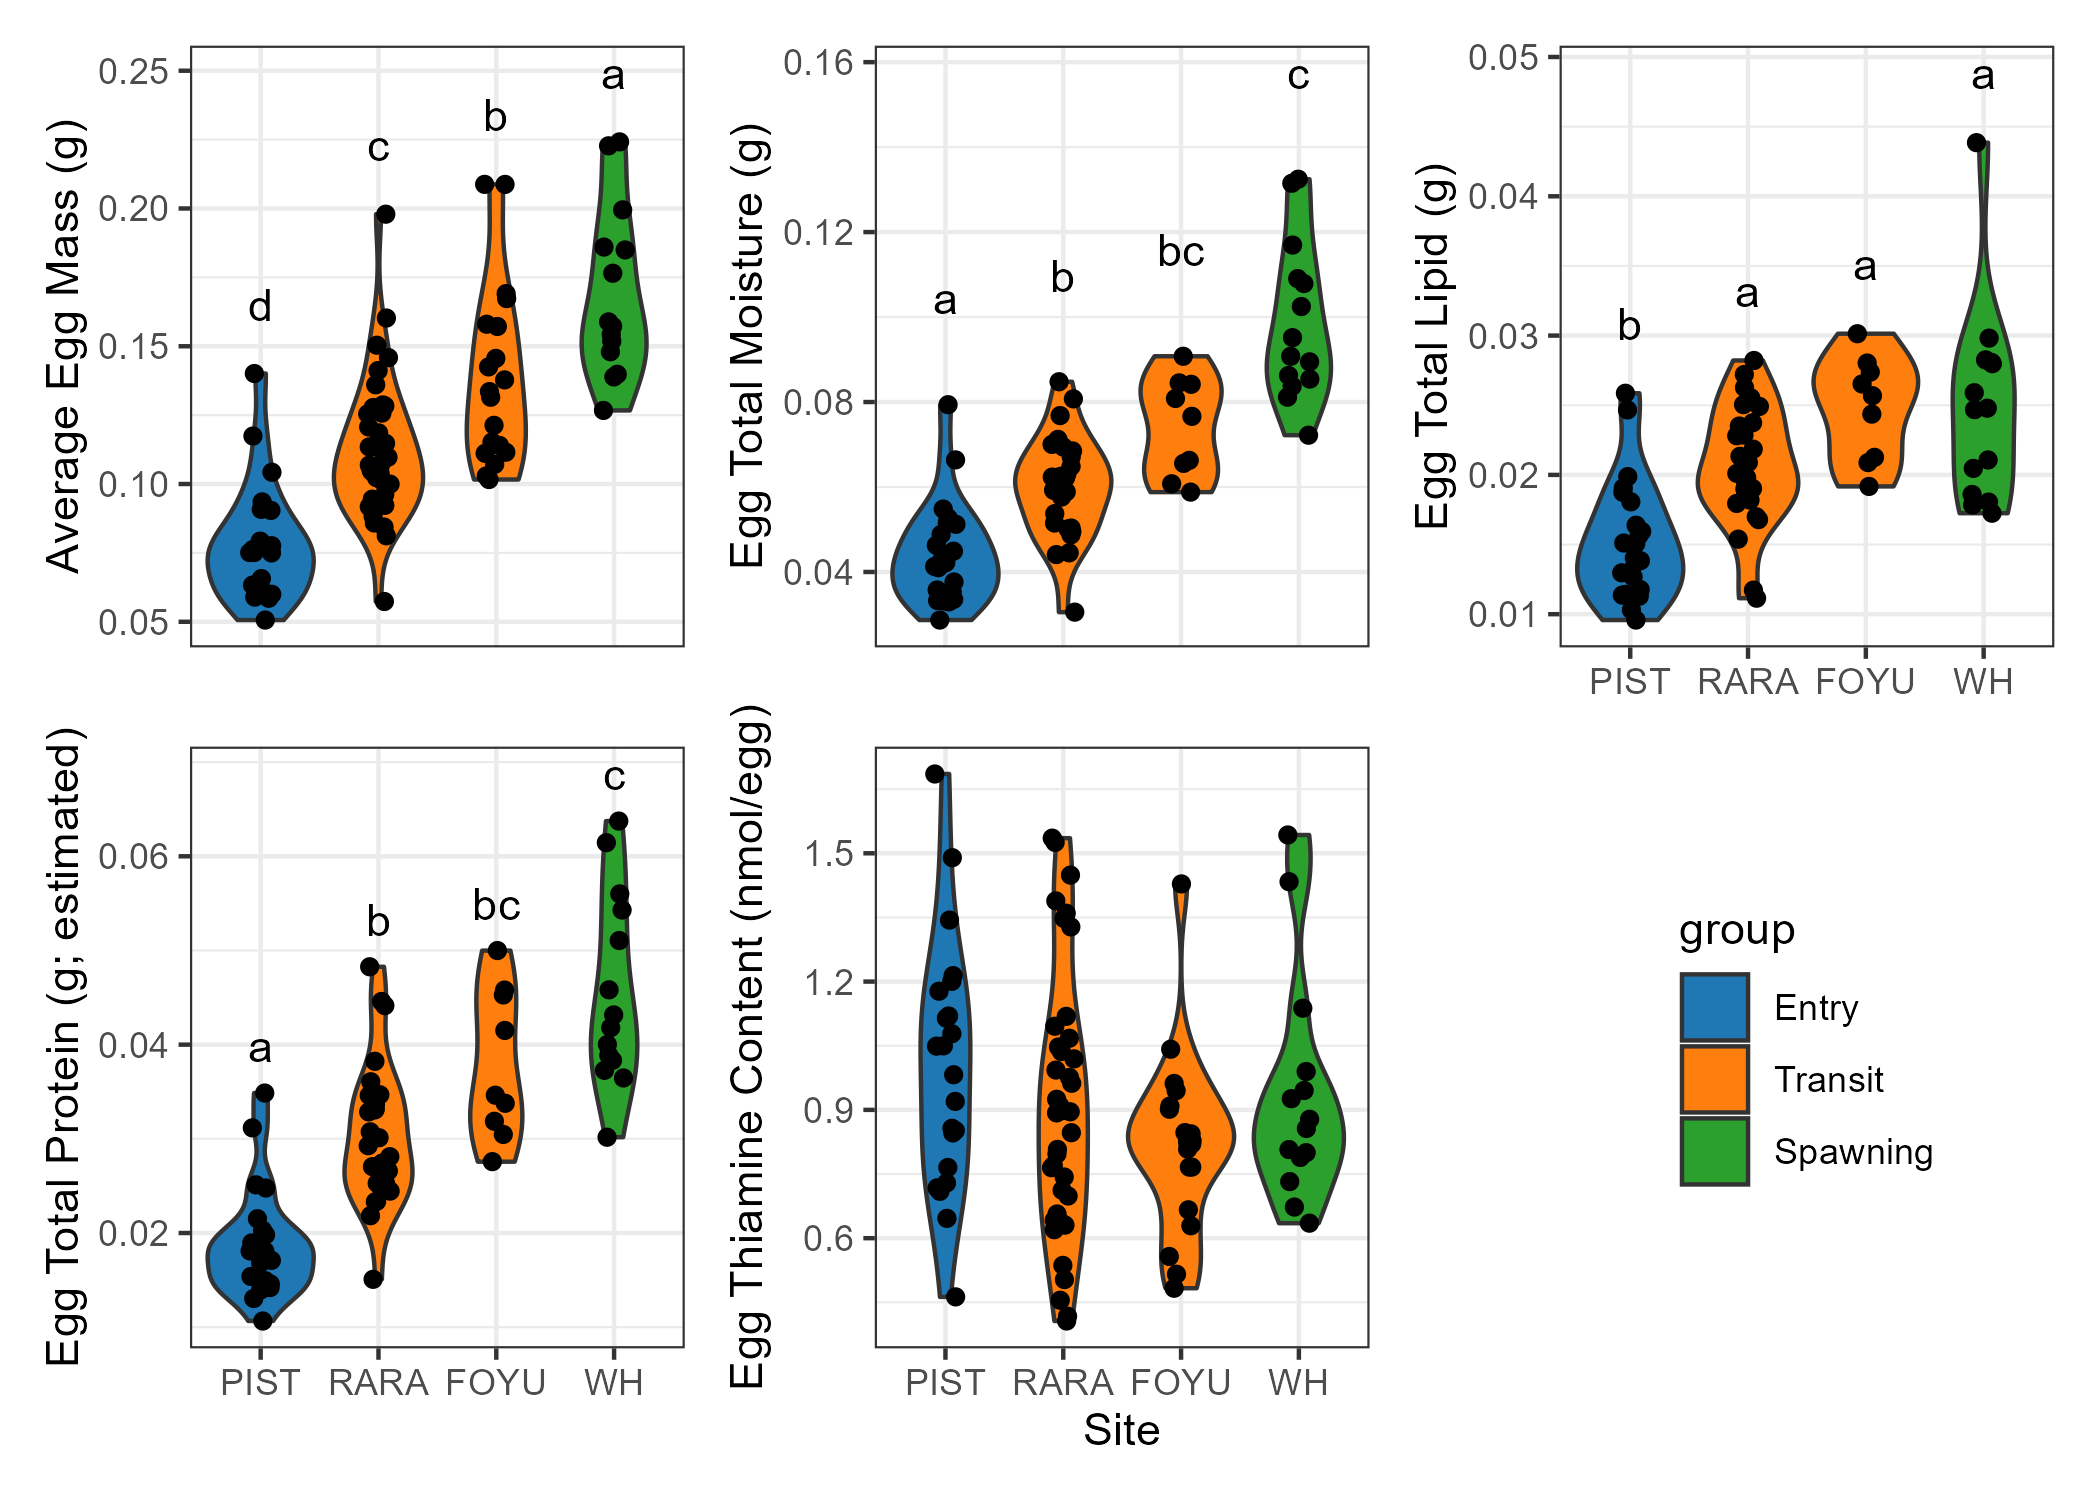 Average Egg Mass (g)
0.25
0.20
0.15
0.10
0.05
d
c
b
a
Egg Total Moisture (g)
0.16
0.12
0.08
0.04
a
b
bc
c
Egg Total Lipid (g)
0.05
0.04
0.03
0.02
0.01
b
a
a
a
PIST RARA FOYU WH
Egg Total Protein (g; estimated)
0.06
0.04
0.02
a
b
bc
c
PIST RARA FOYU WH
Egg Thiamine Content (nmol/egg)
1.5
1.2
0.9
0.6
PIST RARA FOYU WH
Site
group
Entry
Transit
Spawning